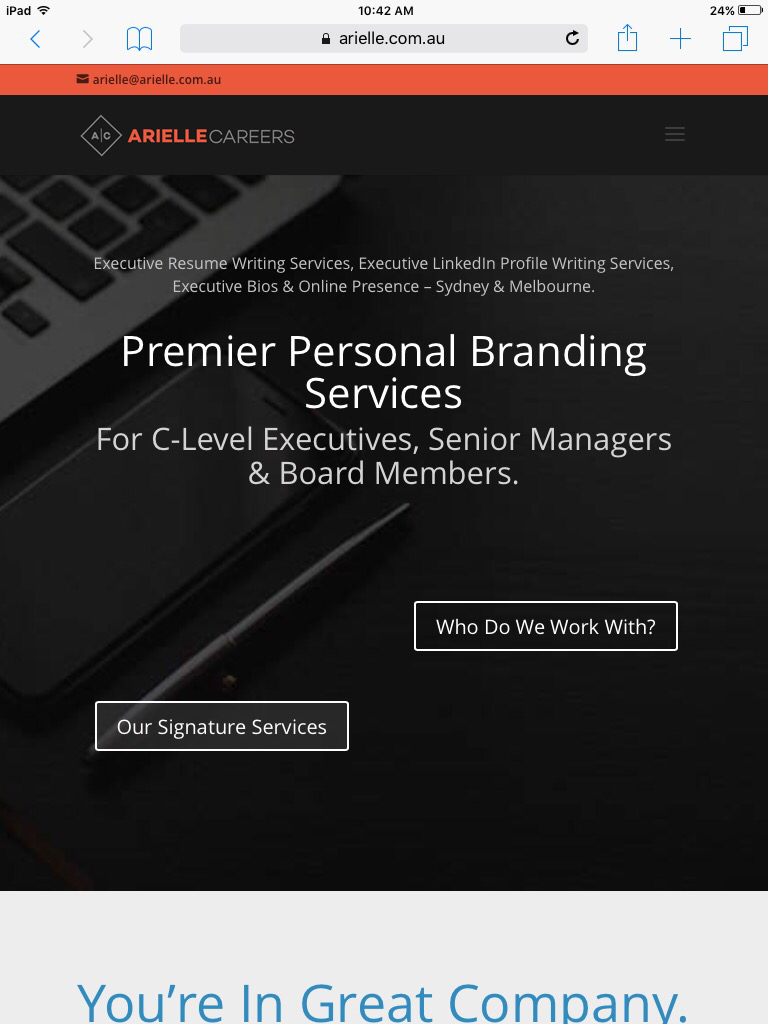 iPad
10:42 AM
24%
arielle.com.au
arielle@arielle.com.au
A|C ARIELLECAREERS
Executive Resume Writing Services, Executive LinkedIn Profile Writing Services,
Executive Bios & Online Presence – Sydney & Melbourne.
Premier Personal Branding
Services
For C-Level Executives, Senior Managers
& Board Members.
Who Do We Work With?
Our Signature Services
You’re In Great Company.